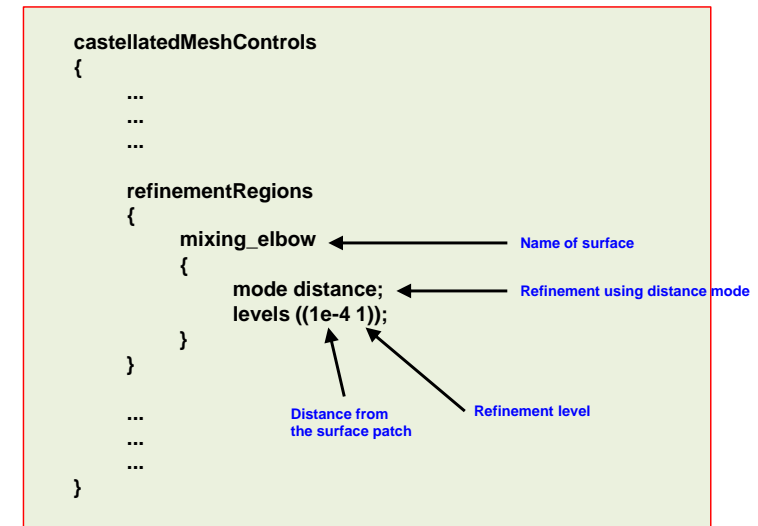 castellatedMeshControls
{
...
...
...
refinementRegions
{
mixing_elbow
Name of surface
{
mode distance;
Refinement using distance mode
levels ((1e-4 1));
}
}
Distance from
the surface patch
Refinement level
...
...
...
}